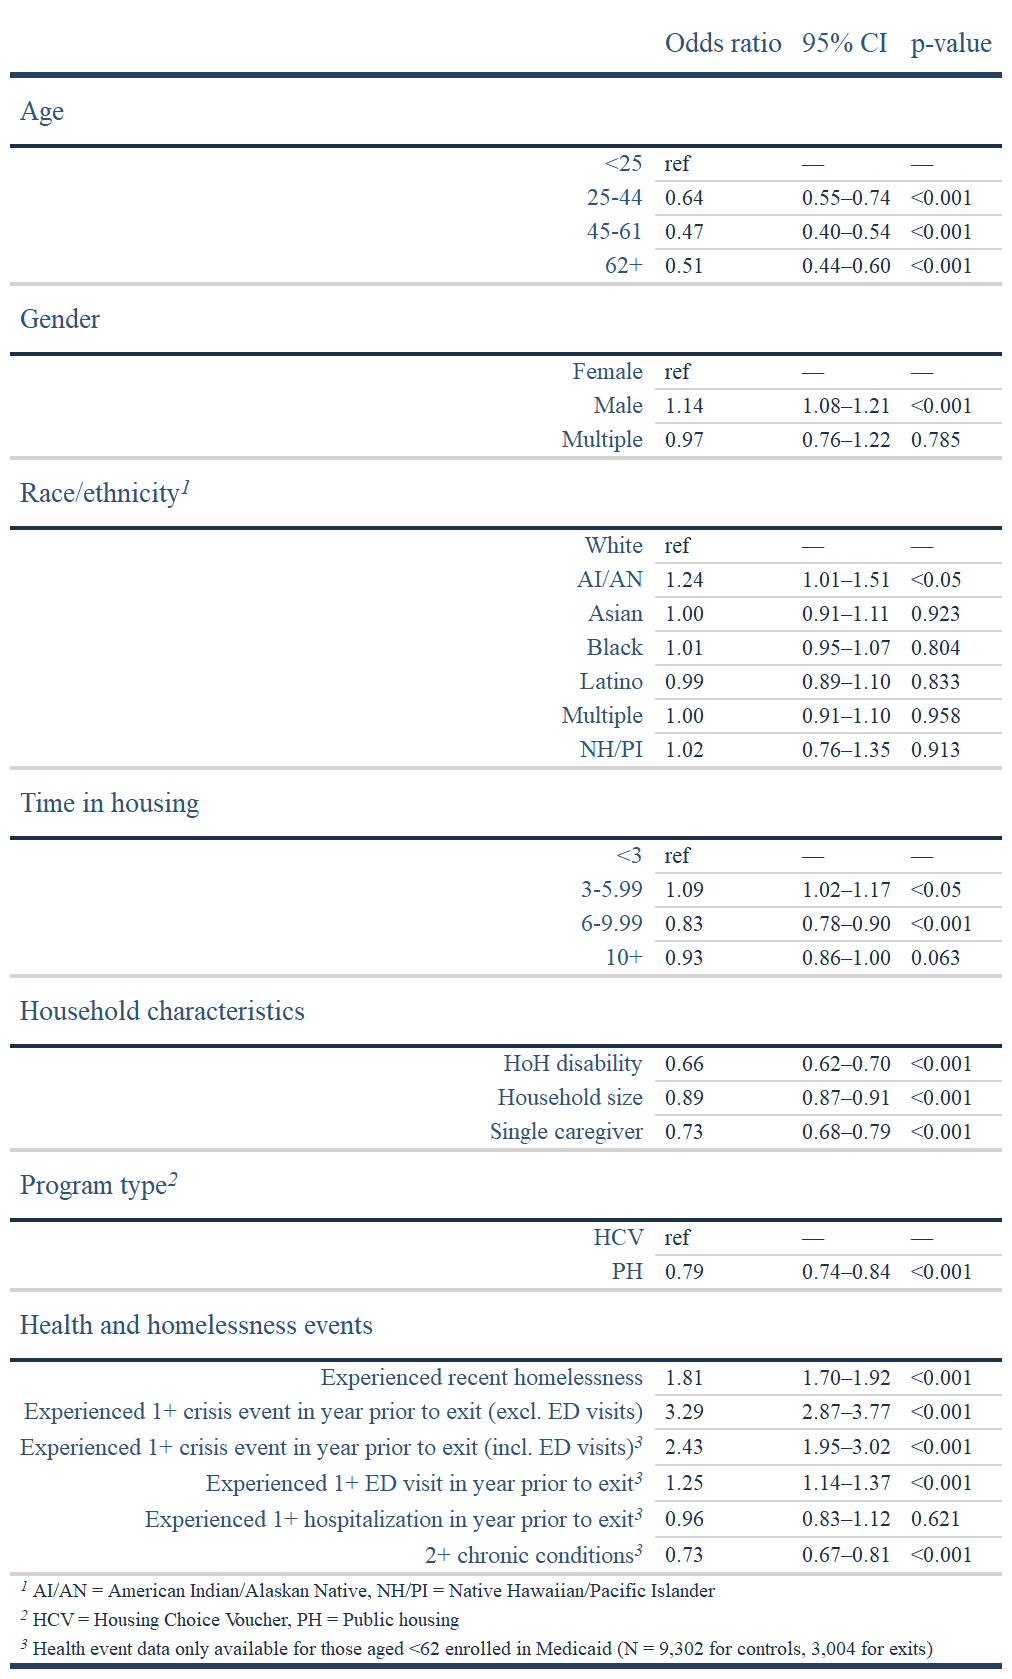 Odds ratio 95% CI p-value
Age
<25 ref — —
25-44 0.64 0.55–0.74 <0.001
45-61 0.47 0.40–0.54 <0.001
62+ 0.51 0.44–0.60 <0.001
Gender
Female ref — —
Male 1.14 1.08–1.21 <0.001
Multiple 0.97 0.76–1.22 0.785
Race/ethnicity1
White ref — —
AI/AN 1.24 1.01–1.51 <0.05
Asian 1.00 0.91–1.11 0.923
Black 1.01 0.95–1.07 0.804
Latino 0.99 0.89–1.10 0.833
Multiple 1.00 0.91–1.10 0.958
NH/PI 1.02 0.76–1.35 0.913
Time in housing
<3 ref — —
3-5.99 1.09 1.02–1.17 <0.05
6-9.99 0.83 0.78–0.90 <0.001
10+ 0.93 0.86–1.00 0.063
Household characteristics
HoH disability 0.66 0.62–0.70 <0.001
Household size 0.89 0.87–0.91 <0.001
Single caregiver 0.73 0.68–0.79 <0.001
Program type2
HCV ref — —
PH 0.79 0.74–0.84 <0.001
Health and homelessness events
Experienced recent homelessness 1.81 1.70–1.92 <0.001
Experienced 1+ crisis event in year prior to exit (excl. ED visits) 3.29 2.87–3.77 <0.001
Experienced 1+ crisis event in year prior to exit (incl. ED visits)3 2.43 1.95–3.02 <0.001
Experienced 1+ ED visit in year prior to exit3 1.25 1.14–1.37 <0.001
Experienced 1+ hospitalization in year prior to exit3 0.96 0.83–1.12 0.621
2+ chronic conditions3 0.73 0.67–0.81 <0.001
1 AI/AN = American Indian/Alaskan Native, NH/PI = Native Hawaiian/Pacific Islander
2 HCV = Housing Choice Voucher, PH = Public housing
3 Health event data only available for those aged <62 enrolled in Medicaid (N = 9,302 for controls, 3,004 for exits)